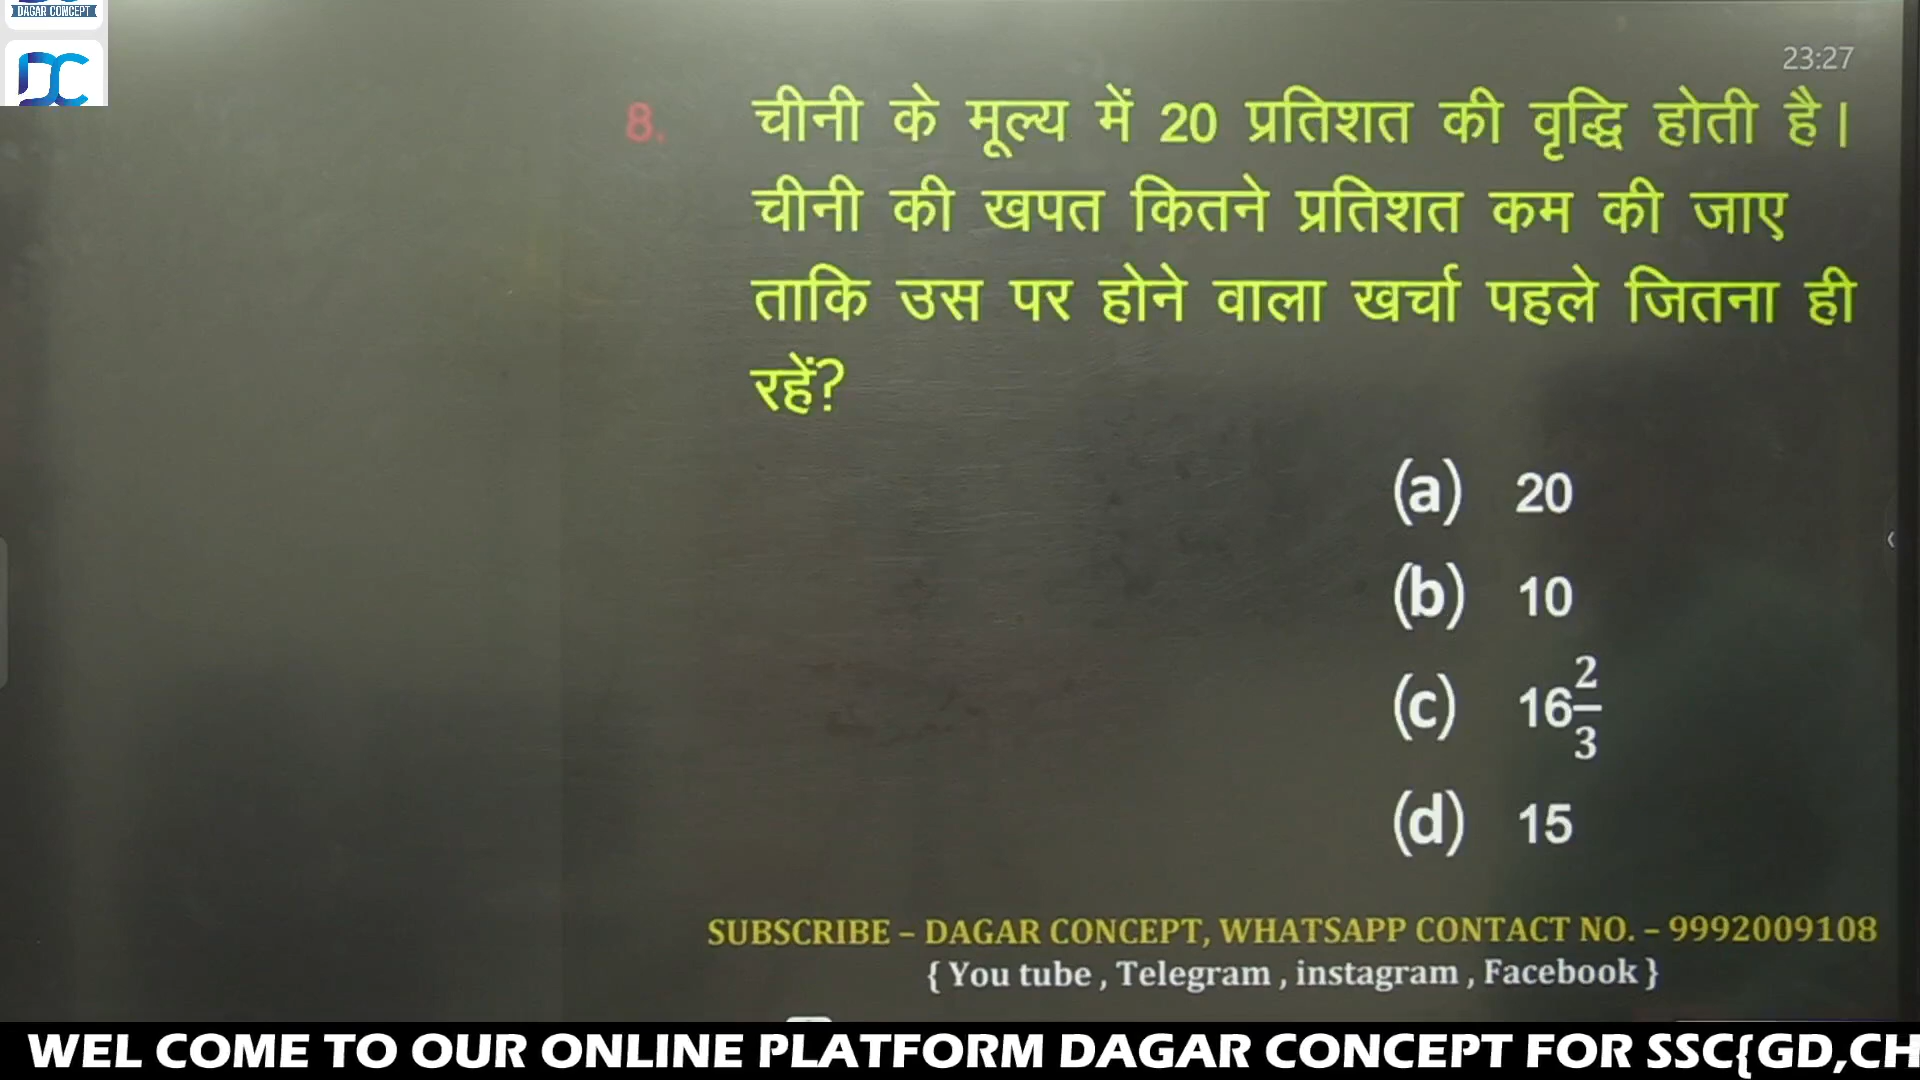 DAGAR CONCEPT
DC
23:27
8. चीनी के मूल्य में 20 प्रतिशत की वृद्धि होती है।
चीनी की खपत कितने प्रतिशत कम की जाए
ताकि उस पर होने वाला खर्चा पहले जितना ही
रहें?
(a) 20
(b) 10
(c) 16 2/3
(d) 15
SUBSCRIBE – DAGAR CONCEPT, WHATSAPP CONTACT NO. – 9992009108
{ You tube , Telegram , instagram , Facebook }
WEL COME TO OUR ONLINE PLATFORM DAGAR CONCEPT FOR SSC{GD,CH